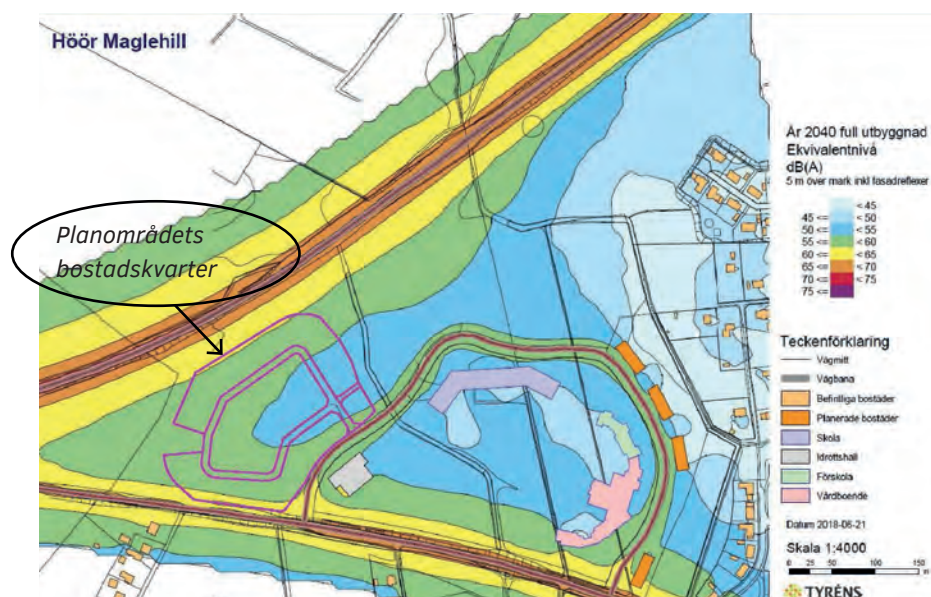 Höör Maglehill
Planområdets
bostadskvarter
År 2040 full utbyggnad
Ekvivalentnivå
dB(A)
5 m över mark inkl fasadreflexer
< 45
45 <= < 50
50 <= < 55
55 <= < 60
60 <= < 65
65 <= < 70
70 <= < 75
75 <=
Teckenförklaring
Vägmitt
Vägbana
Befintliga bostäder
Planerade bostäder
Skola
Idrottshall
Förskola
Vårdboende
Datum 2018-06-21
Skala 1:4000
0 25 50 100 150
m
TYRÉNS